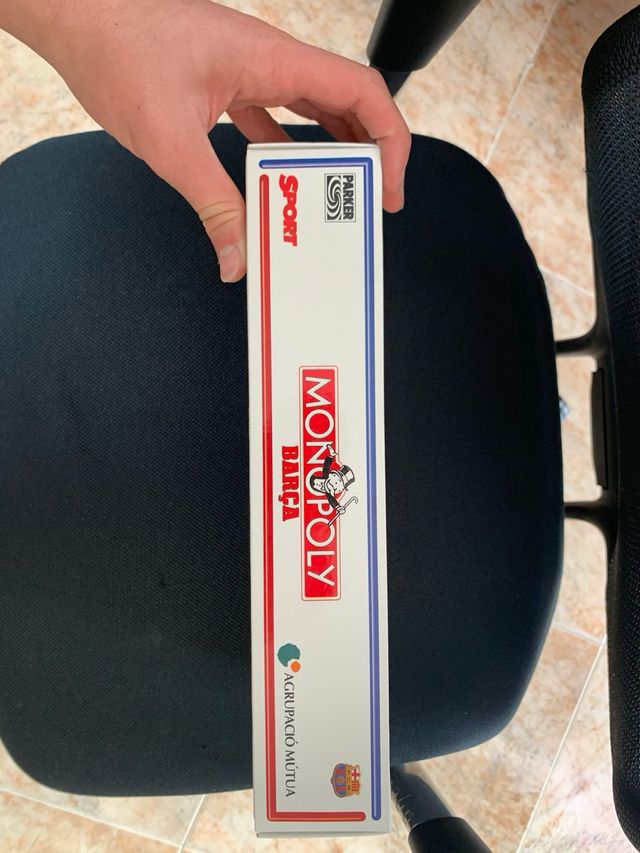 PARKER
SPORT
MONOPOLY
BARÇA
AGRUPACIÓ MÚTUA